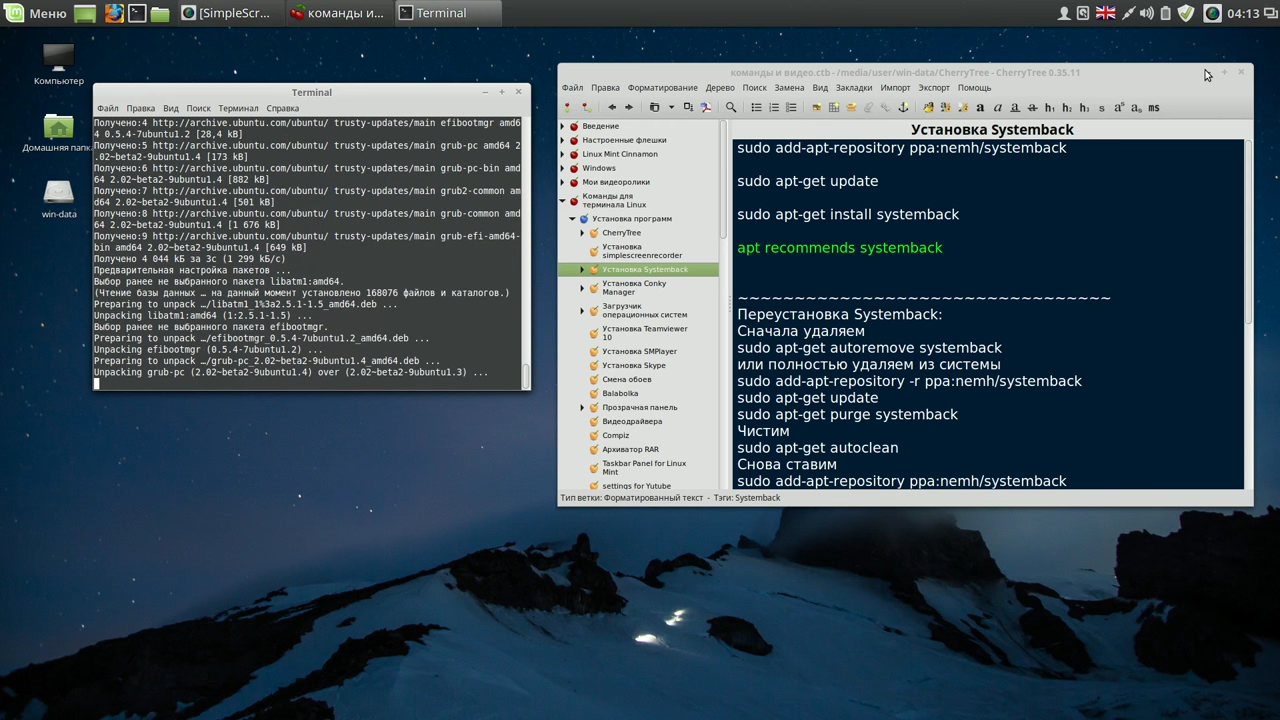 Меню
[SimpleScr...
команды и...
Terminal
04:13
Компьютер
Домашняя папк
win-data
Terminal
Файл Правка Вид Поиск Терминал Справка
Получено:4 http://archive.ubuntu.com/ubuntu/ trusty-updates/main efibootmgr amd6
4 0.5.4-7ubuntu1.2 [28,4 kB]
Получено:5 http://archive.ubuntu.com/ubuntu/ trusty-updates/main grub-pc amd64 2
.02~beta2-9ubuntu1.4 [173 kB]
Получено:6 http://archive.ubuntu.com/ubuntu/ trusty-updates/main grub-pc-bin amd
64 2.02~beta2-9ubuntu1.4 [882 kB]
Получено:7 http://archive.ubuntu.com/ubuntu/ trusty-updates/main grub2-common am
d64 2.02~beta2-9ubuntu1.4 [501 kB]
Получено:8 http://archive.ubuntu.com/ubuntu/ trusty-updates/main grub-common amd
64 2.02~beta2-9ubuntu1.4 [1 676 kB]
Получено:9 http://archive.ubuntu.com/ubuntu/ trusty-updates/main grub-efi-amd64-
bin amd64 2.02~beta2-9ubuntu1.4 [649 kB]
Получено 4 044 kБ за 3с (1 299 kБ/c)
Предварительная настройка пакетов ...
Выбор ранее не выбранного пакета libatm1:amd64.
(Чтение базы данных … на данный момент установлено 168076 файлов и каталогов.)
Preparing to unpack …/libatm1_1%3a2.5.1-1.5_amd64.deb ...
Unpacking libatm1:amd64 (1:2.5.1-1.5) ...
Выбор ранее не выбранного пакета efibootmgr.
Preparing to unpack …/efibootmgr_0.5.4-7ubuntu1.2_amd64.deb ...
Unpacking efibootmgr (0.5.4-7ubuntu1.2) ...
Preparing to unpack …/grub-pc_2.02~beta2-9ubuntu1.4_amd64.deb ...
Unpacking grub-pc (2.02~beta2-9ubuntu1.4) over (2.02~beta2-9ubuntu1.3) ...
команды и видео.ctb - /media/user/win-data/CherryTree - CherryTree 0.35.11
Файл Правка Форматирование Дерево Поиск Замена Вид Закладки Импорт Экспорт Помощь
a a a a h1 h2 h3 s a^s a_s ms
Введение
Настроенные флешки
Linux Mint Cinnamon
Windows
Мои видеоролики
Команды для
терминала Linux
Установка программ
CherryTree
Установка
simplescreenrecorder
Установка Systemback
Установка Conky
Manager
Загрузчик
операционных систем
Установка Teamviewer
10
Установка SMPlayer
Установка Skype
Смена обоев
Balabolka
Прозрачная панель
Видеодрайвера
Compiz
Архиватор RAR
Taskbar Panel for Linux
Mint
settings for Yutube
Установка Systemback
sudo add-apt-repository ppa:nemh/systemback
sudo apt-get update
sudo apt-get install systemback
apt recommends systemback
~~~~~~~~~~~~~~~~~~~~~~~~~~~~~~~~~
Переустановка Systemback:
Сначала удаляем
sudo apt-get autoremove systemback
или полностью удаляем из системы
sudo add-apt-repository -r ppa:nemh/systemback
sudo apt-get update
sudo apt-get purge systemback
Чистим
sudo apt-get autoclean
Снова ставим
sudo add-apt-repository ppa:nemh/systemback
Тип ветки: Форматированный текст - Тэги: Systemback